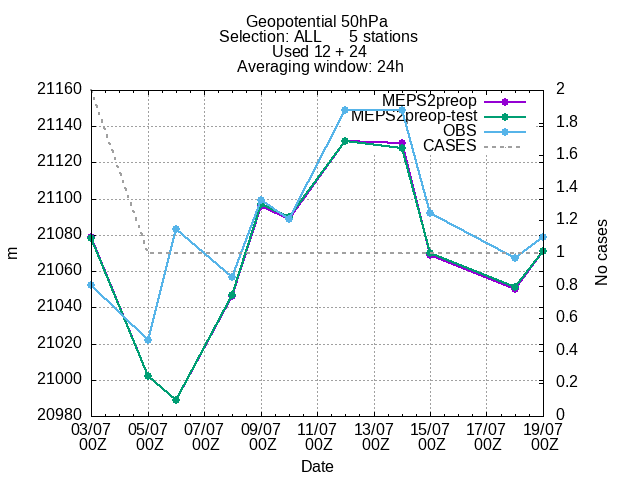 Geopotential 50hPa
Selection: ALL 5 stations
Used 12 + 24
Averaging window: 24h
MEPS2preop
MEPS2preop-test
OBS
CASES
21160
21140
21120
21100
21080
21060
21040
21020
21000
20980
m
2
1.8
1.6
1.4
1.2
1
0.8
0.6
0.4
0.2
0
No cases
03/07 05/07 07/07 09/07 11/07 13/07 15/07 17/07 19/07
00Z 00Z 00Z 00Z 00Z 00Z 00Z 00Z 00Z
Date